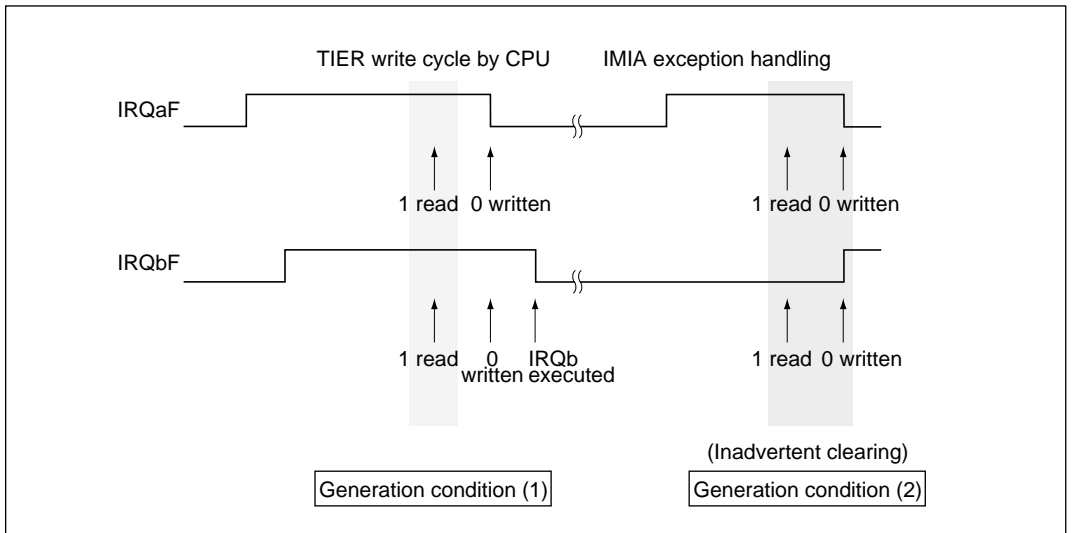 TIER write cycle by CPU IMIA exception handling
IRQaF
1 read 0 written 1 read 0 written
IRQbF
1 read 0 IRQb 1 read 0 written
written executed
(Inadvertent clearing)
Generation condition (1) Generation condition (2)